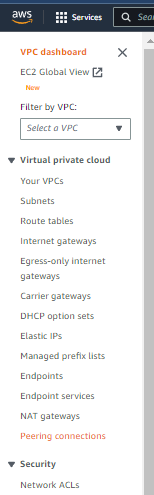 aws
Services
Sear
VPC dashboard
EC2 Global View
New
Filter by VPC:
Select a VPC
Virtual private cloud
Your VPCs
Subnets
Route tables
Internet gateways
Egress-only internet
gateways
Carrier gateways
DHCP option sets
Elastic IPs
Managed prefix lists
Endpoints
Endpoint services
NAT gateways
Peering connections
Security
Network ACLs